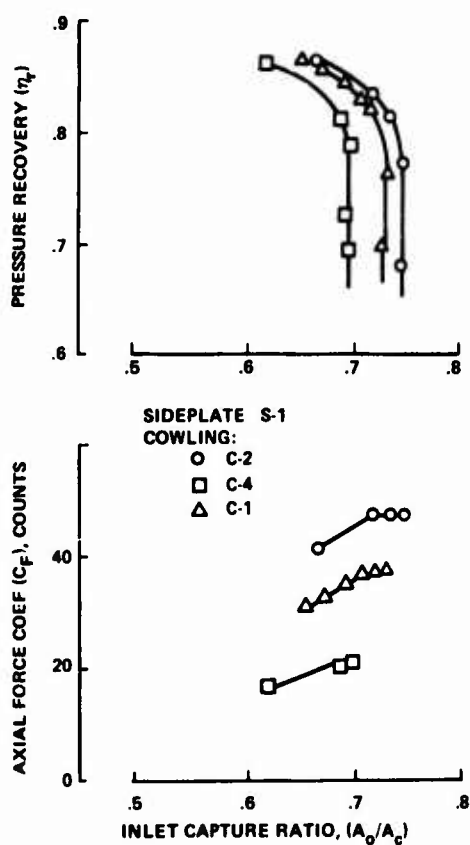 PRESSURE RECOVERY (ηr)
.9
.8
.7
.6
.5 .6 .7 .8
SIDEPLATE S-1
COWLING:
C-2
C-4
C-1
AXIAL FORCE COEF (CF), COUNTS
40
20
0
.5 .6 .7 .8
INLET CAPTURE RATIO, (Ao/Ac)